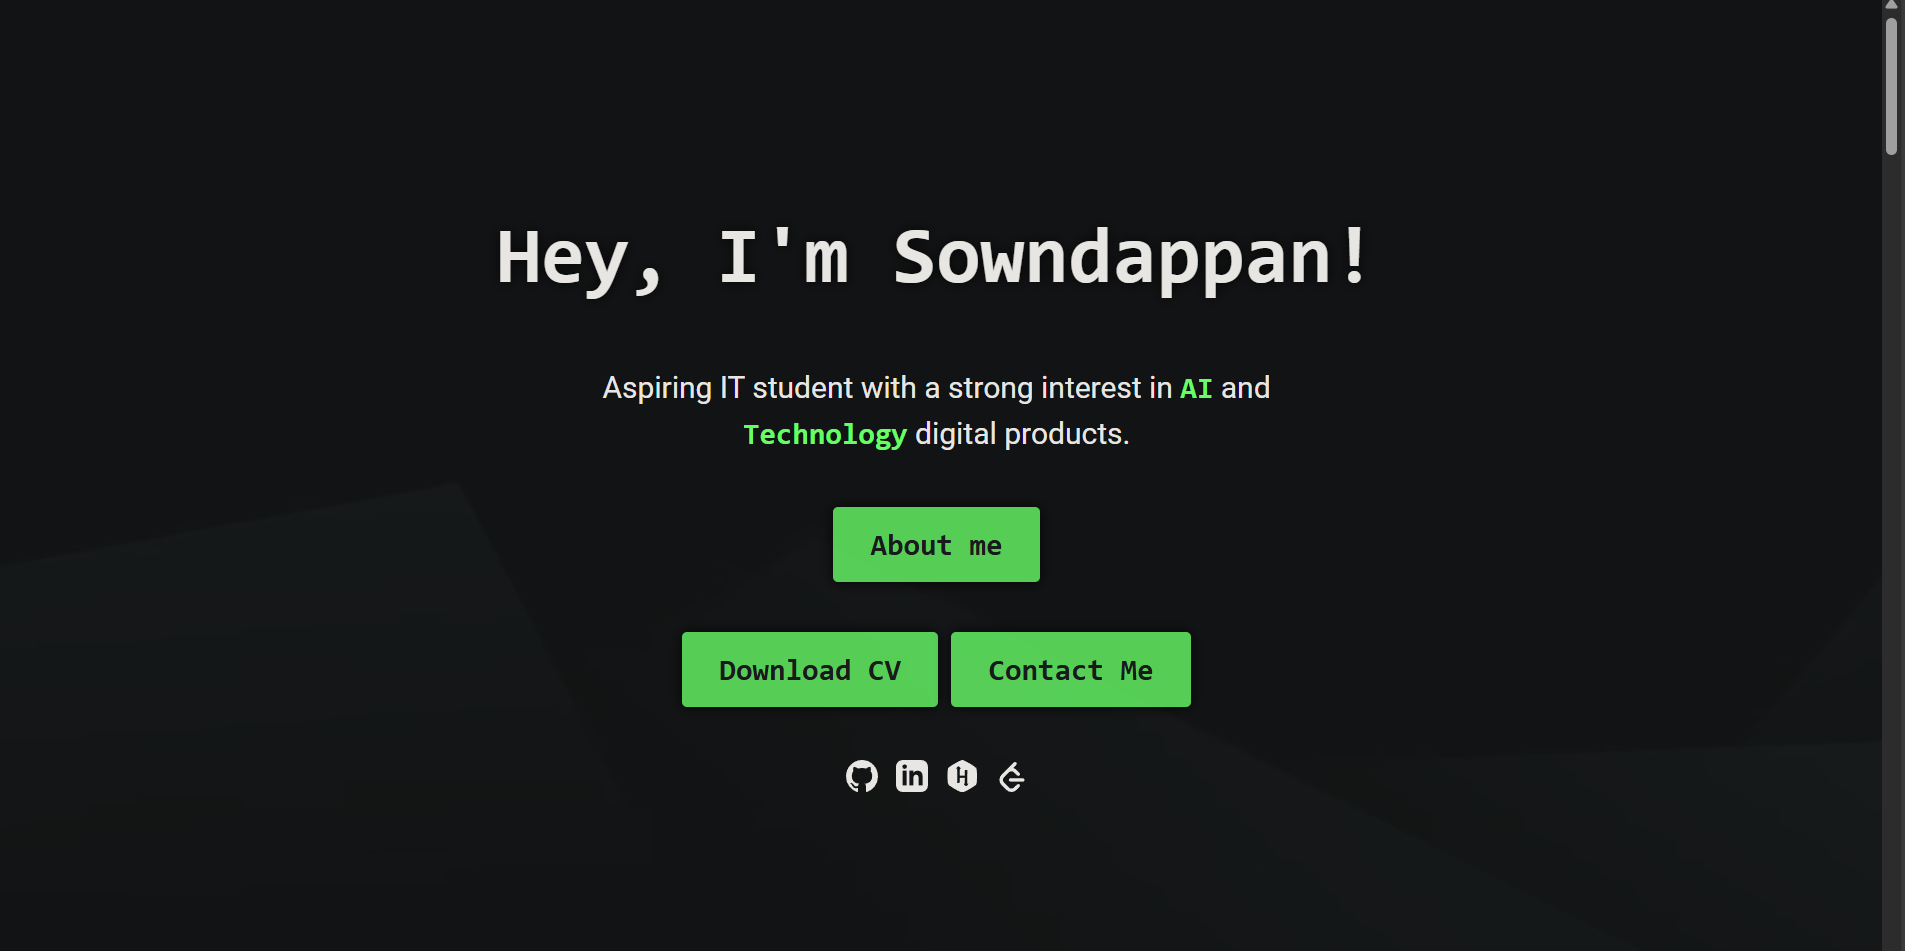 Hey, I'm Sowndappan!
Aspiring IT student with a strong interest in AI and
Technology digital products.
About me
Download CV
Contact Me
in
H